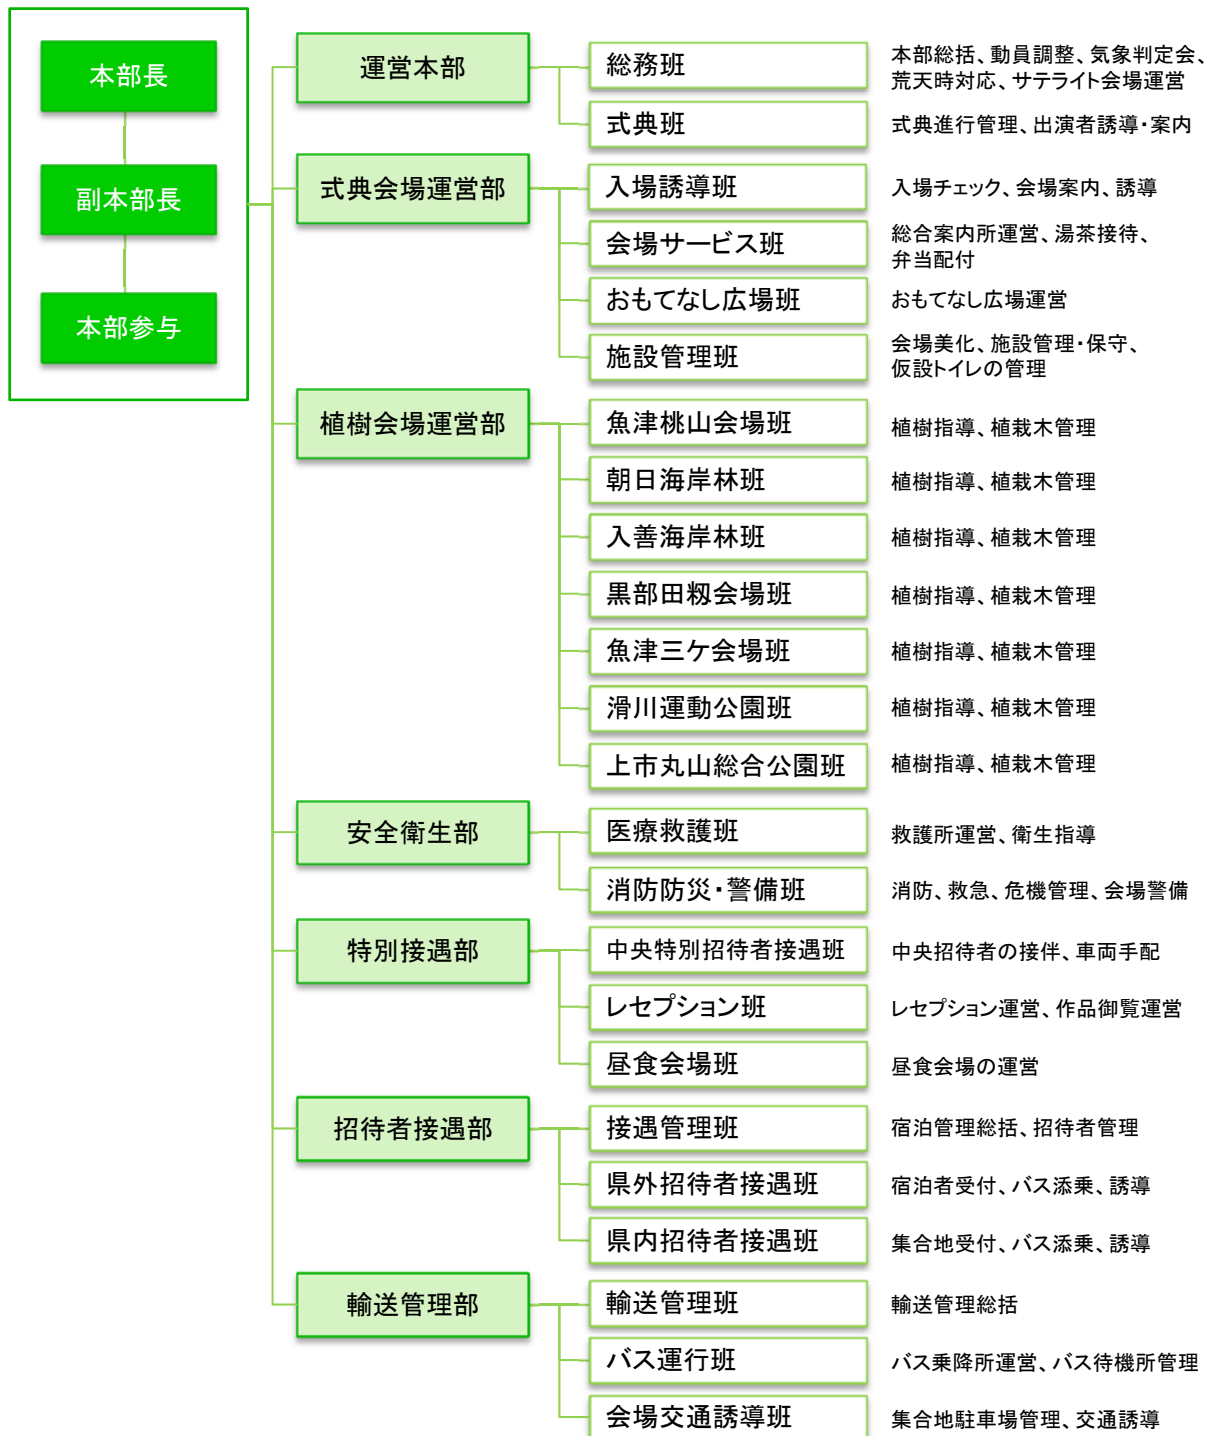 本部長
副本部長
本部参与
運営本部
総務班
本部総括、動員調整、気象判定会、
荒天時対応、サテライト会場運営
式典班
式典進行管理、出演者誘導・案内
式典会場運営部
入場誘導班
入場チェック、会場案内、誘導
会場サービス班
総合案内所運営、湯茶接待、
弁当配付
おもてなし広場班
おもてなし広場運営
施設管理班
会場美化、施設管理・保守、
仮設トイレの管理
植樹会場運営部
魚津桃山会場班
植樹指導、植栽木管理
朝日海岸林班
植樹指導、植栽木管理
入善海岸林班
植樹指導、植栽木管理
黒部田籾会場班
植樹指導、植栽木管理
魚津三ケ会場班
植樹指導、植栽木管理
滑川運動公園班
植樹指導、植栽木管理
上市丸山総合公園班
植樹指導、植栽木管理
安全衛生部
医療救護班
救護所運営、衛生指導
消防防災・警備班
消防、救急、危機管理、会場警備
特別接遇部
中央特別招待者接遇班
中央招待者の接伴、車両手配
レセプション班
レセプション運営、作品御覧運営
昼食会場班
昼食会場の運営
招待者接遇部
接遇管理班
宿泊管理総括、招待者管理
県外招待者接遇班
宿泊者受付、バス添乗、誘導
県内招待者接遇班
集合地受付、バス添乗、誘導
輸送管理部
輸送管理班
輸送管理総括
バス運行班
バス乗降所運営、バス待機所管理
会場交通誘導班
集合地駐車場管理、交通誘導